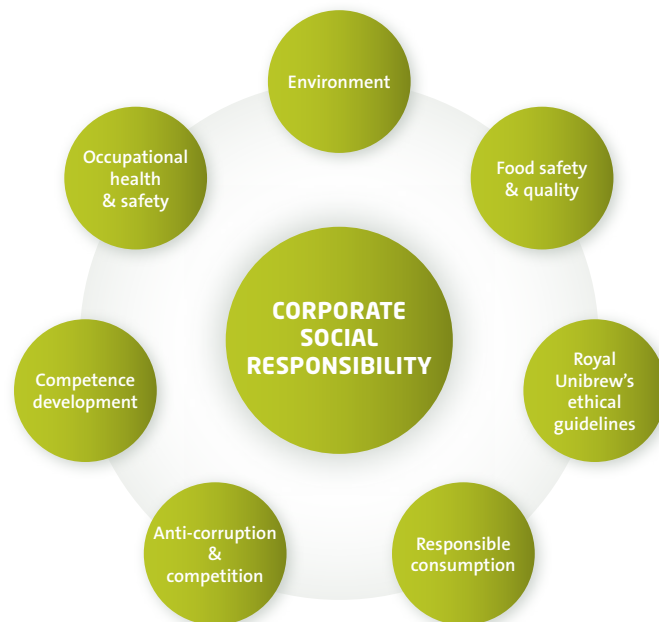 Environment
Food safety
& quality
Royal
Unibrew's
ethical
guidelines
Responsible
consumption
Anti-corruption
&
competition
Competence
development
Occupational
health
& safety
CORPORATE
SOCIAL
RESPONSIBILITY